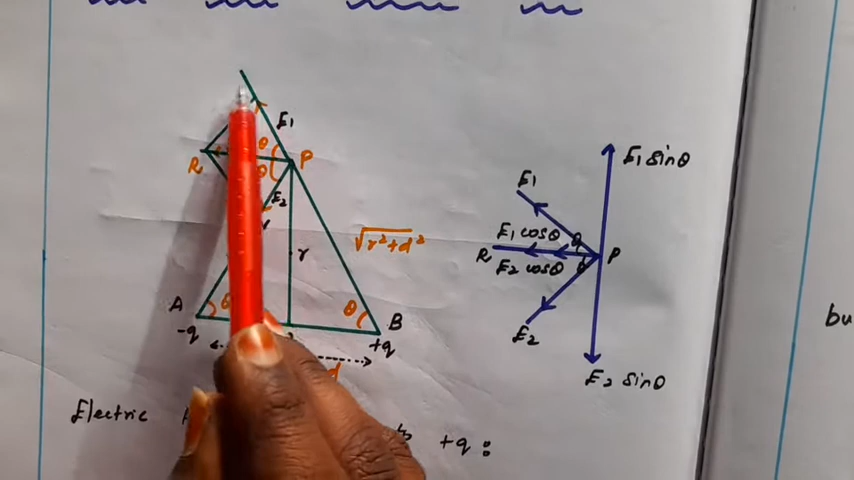 E1
θ
P
R
θ
E2
√r²+d²
r
A
θ
θ
B
-q
+q
d
Electric
+q :
E1 sinθ
E1
E1 cosθ
θ
R
P
E2 cosθ
θ
E2
E2 sinθ
bu